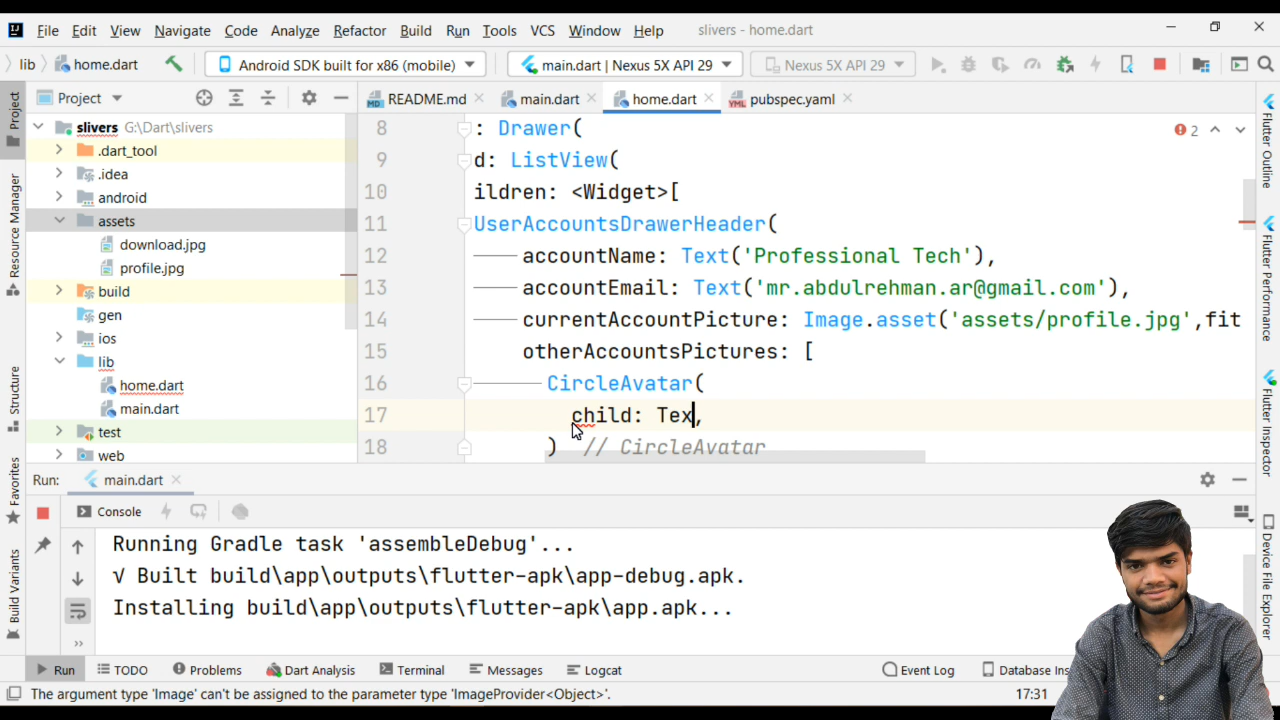 IJ File Edit View Navigate Code Analyze Refactor Build Run Tools VCS Window Help slivers - home.dart
lib home.dart Android SDK built for x86 (mobile) main.dart | Nexus 5X API 29 Nexus 5X API 29
Project
Resource Manager
Structure
Favorites
Build Variants
Project
slivers G:\Dart\slivers
.dart_tool
.idea
android
assets
download.jpg
profile.jpg
build
gen
ios
lib
home.dart
main.dart
test
web
MD README.md main.dart home.dart YML pubspec.yaml
8 : Drawer(
9 d: ListView(
10 ildren: <Widget>[
11 UserAccountsDrawerHeader(
12 accountName: Text('Professional Tech'),
13 accountEmail: Text('mr.abdulrehman.ar@gmail.com'),
14 currentAccountPicture: Image.asset('assets/profile.jpg',fit
15 otherAccountsPictures: [
16 CircleAvatar(
17 child: Tex,
18 ) // CircleAvatar
2
Flutter Outline
Flutter Performance
Flutter Inspector
Device File Explorer
Run: main.dart
Console
Running Gradle task 'assembleDebug'...
√ Built build\app\outputs\flutter-apk\app-debug.apk.
Installing build\app\outputs\flutter-apk\app.apk...
Run TODO Problems Dart Analysis Terminal Messages Logcat Event Log Database Ins
The argument type 'Image' can't be assigned to the parameter type 'ImageProvider<Object>'. 17:31